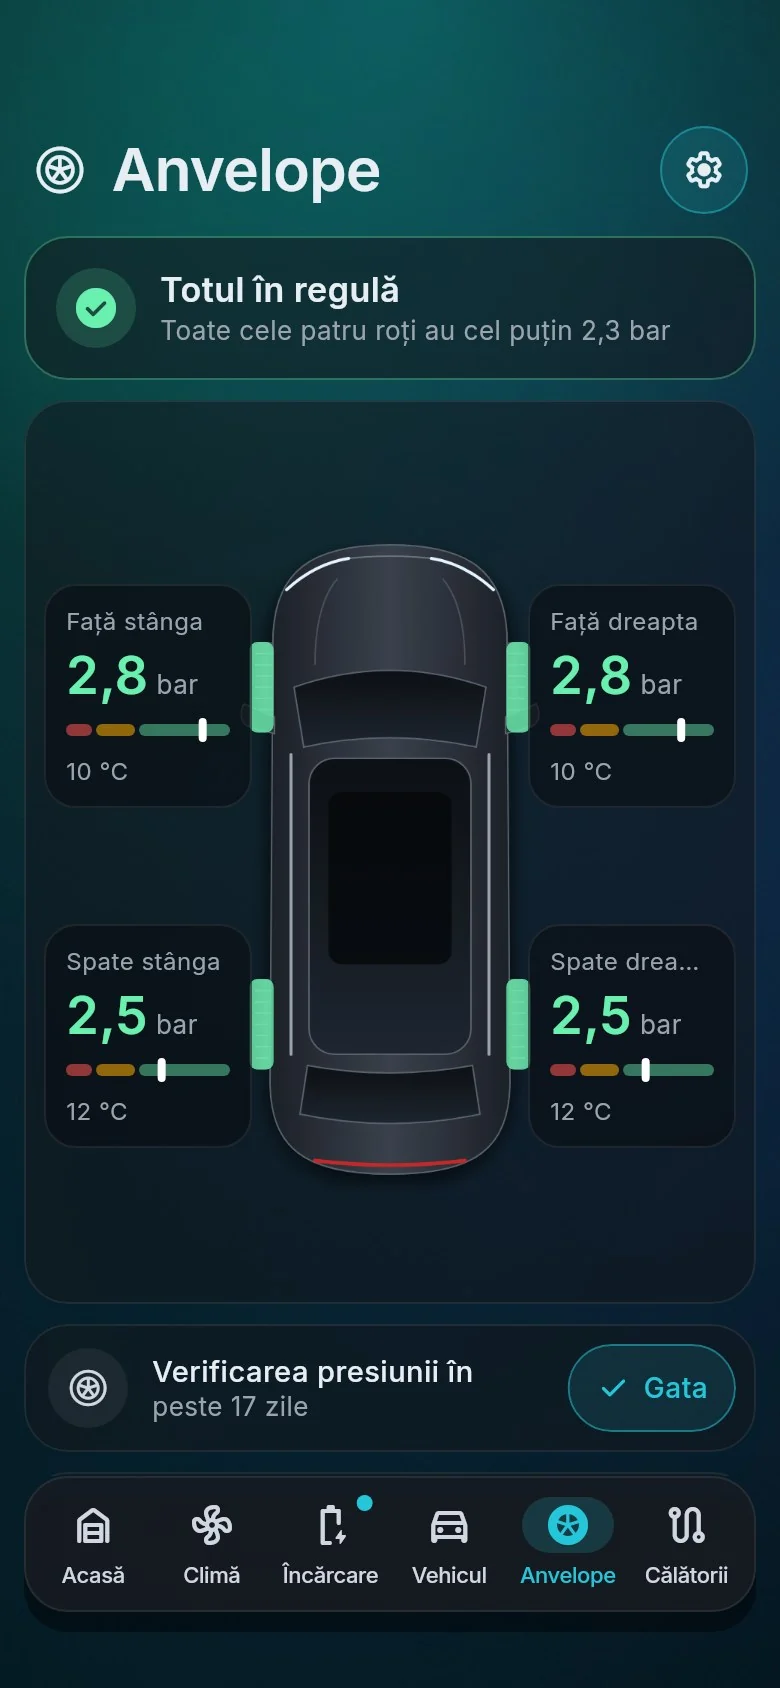 Anvelope
Totul în regulă
Toate cele patru roți au cel puțin 2,3 bar
Față stânga
2,8 bar
10 °C
Față dreapta
2,8 bar
10 °C
Spate stânga
2,5 bar
12 °C
Spate drea...
2,5 bar
12 °C
Verificarea presiunii în
peste 17 zile
Gata
Acasă
Climă
Încărcare
Vehicul
Anvelope
Călătorii